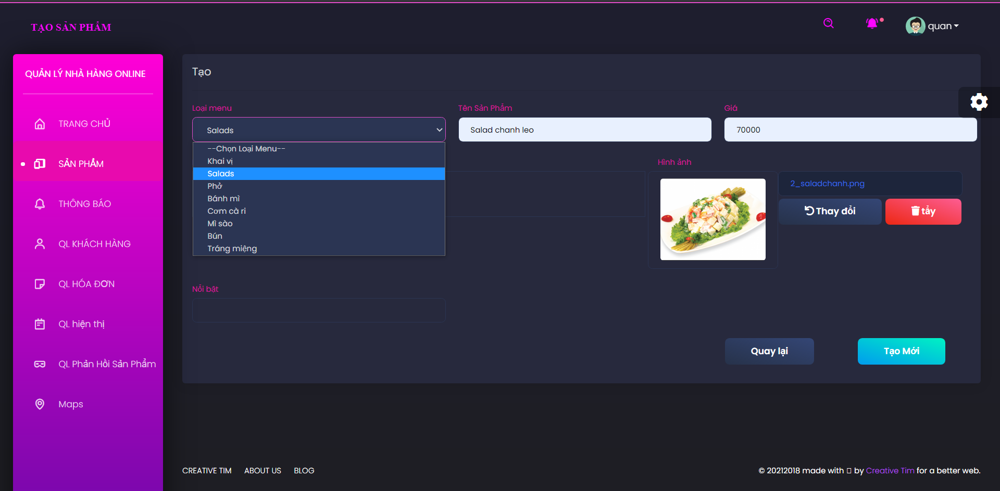 TẠO SẢN PHẨM
quan
QUẢN LÝ NHÀ HÀNG ONLINE
TRANG CHỦ
SẢN PHẨM
THÔNG BÁO
QL KHÁCH HÀNG
QL HÓA ĐƠN
QL hiện thị
QL Phản Hồi Sản Phẩm
Maps
Tạo
Loại menu
Tên Sản Phẩm
Giá
Salads
Salad chanh leo
70000
--Chọn Loại Menu--
Khai vị
Salads
Phở
Bánh mì
Cơm cà ri
Mì sào
Bún
Tráng miệng
Hình ảnh
2_saladchanh.png
Thay đổi
tẩy
Nổi bật
Quay lại
Tạo Mới
CREATIVE TIM ABOUT US BLOG
© 20212018 made with by Creative Tim for a better web.